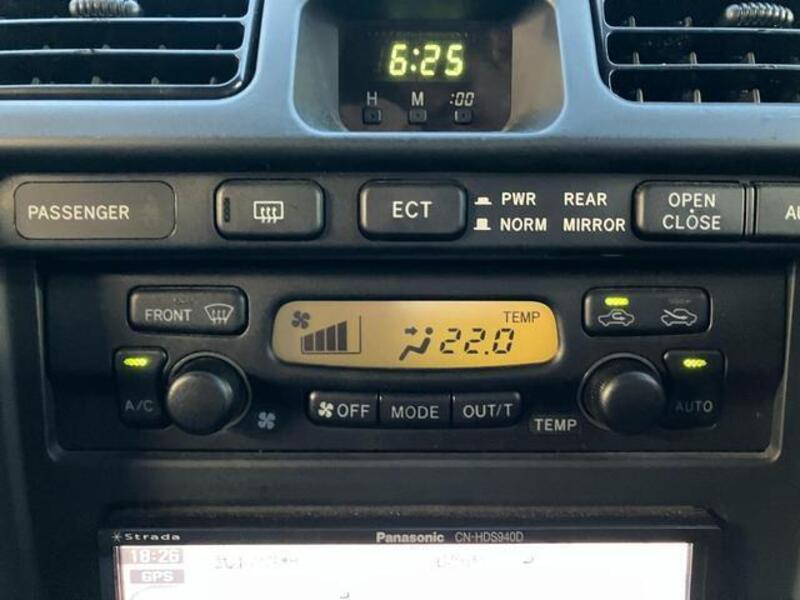 6:25
H M :00
PASSENGER
ECT
PWR
NORM
REAR
MIRROR
OPEN
CLOSE
FRONT
TEMP
22.0
A/C
OFF
MODE
OUT/T
TEMP
AUTO
Strada
Panasonic CN-HDS940D
18:26
GPS